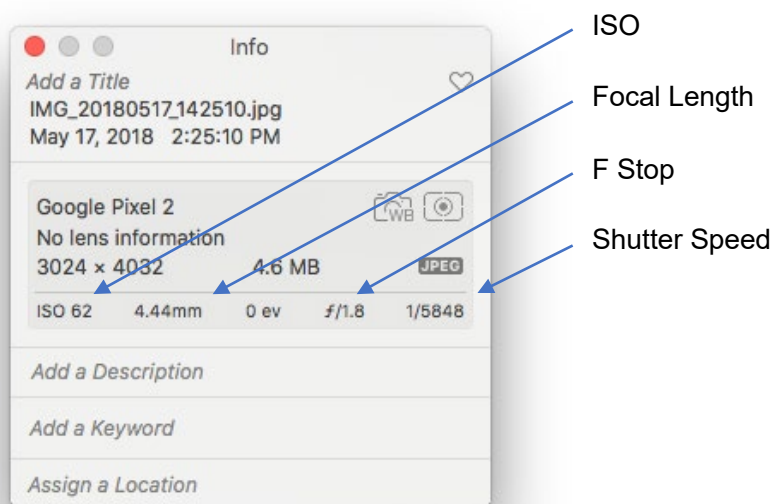 Info
Add a Title
IMG_20180517_142510.jpg
May 17, 2018 2:25:10 PM
Google Pixel 2
WB
No lens information
3024 × 4032 4.6 MB JPEG
ISO 62 4.44mm 0 ev ƒ/1.8 1/5848
Add a Description
Add a Keyword
Assign a Location
ISO
Focal Length
F Stop
Shutter Speed